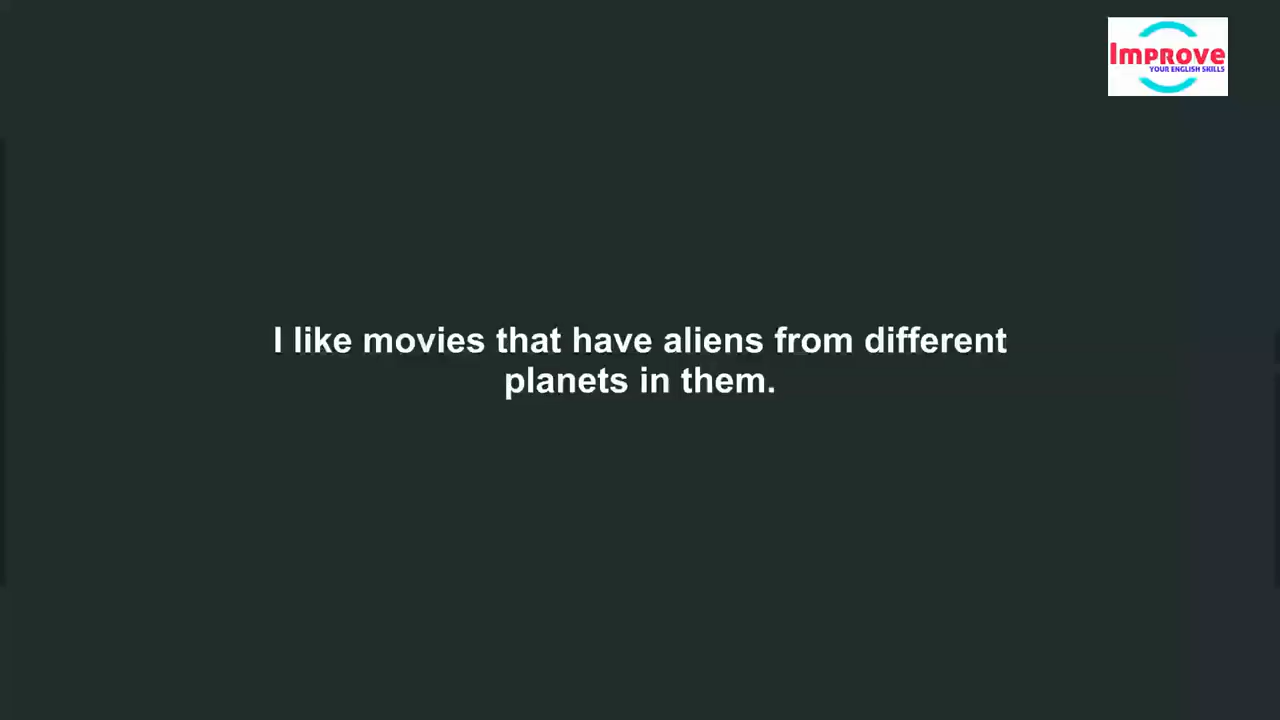 Improve
YOUR ENGLISH SKILLS
I like movies that have aliens from different
planets in them.